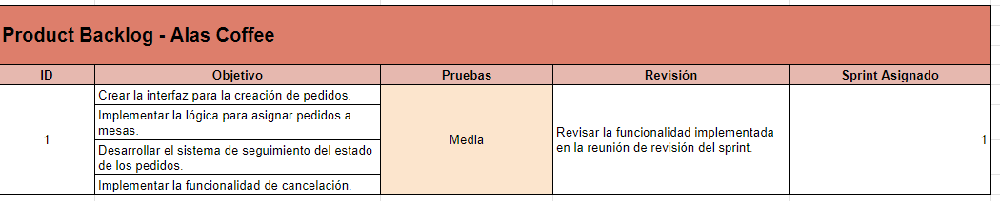 Product Backlog - Alas Coffee
ID Objetivo Pruebas Revisión Sprint Asignado
1
Crear la interfaz para la creación de pedidos.
Implementar la lógica para asignar pedidos a
mesas.
Desarrollar el sistema de seguimiento del estado
de los pedidos.
Implementar la funcionalidad de cancelación.
Media
Revisar la funcionalidad implementada
en la reunión de revisión del sprint.
1